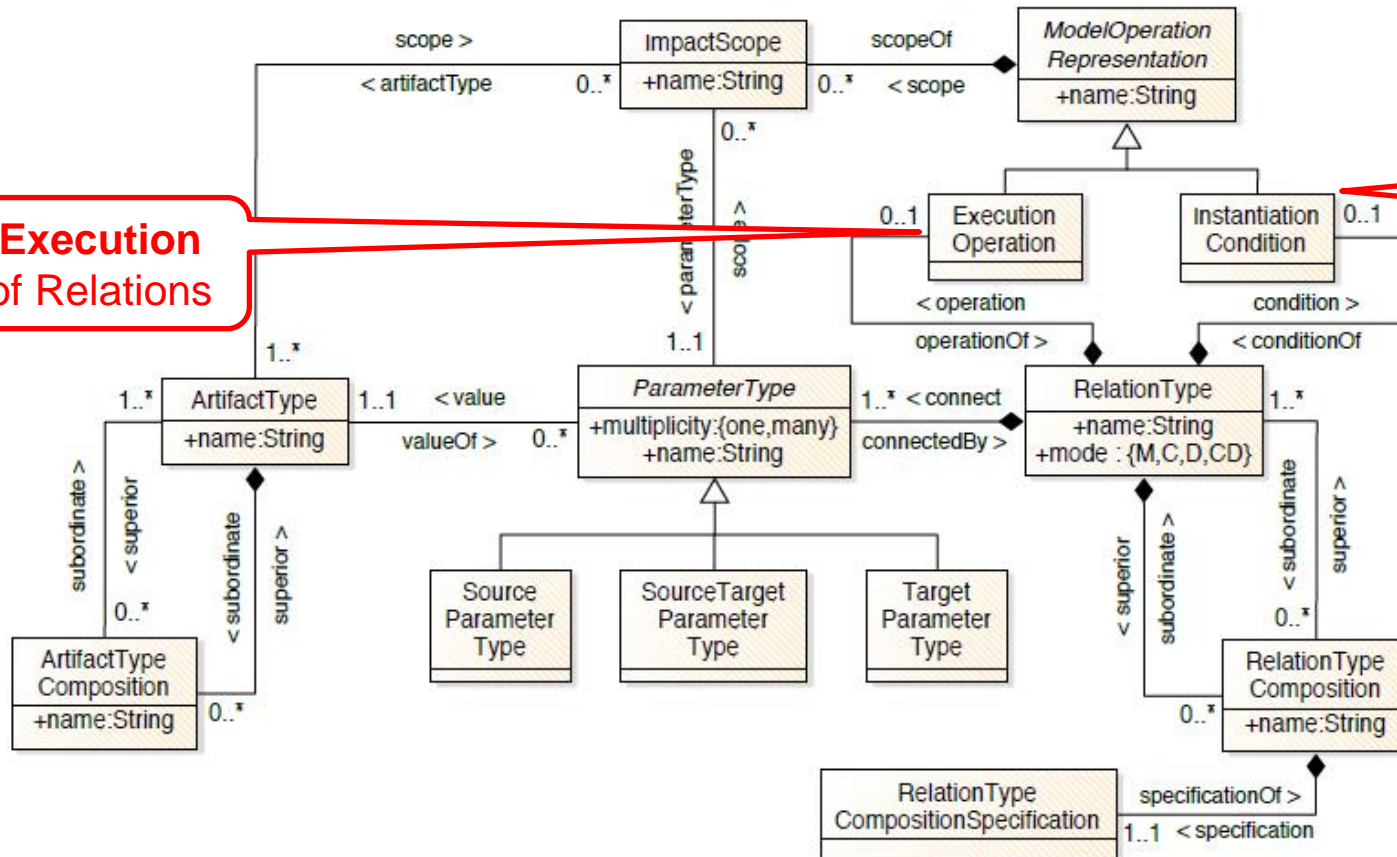 scope >
< artifactType
0..*
ImpactScope
+name:String
scopeOf
0..*
< scope
ModelOperation
Representation
+name:String
0..*
< parameterType
scope >
1..1
Execution
of Relations
0..1
Execution
Operation
Instantiation
Condition
0..1
< operation
operationOf >
condition >
< conditionOf
1..*
1..*
ArtifactType
+name:String
1..1
< value
valueOf >
0..*
ParameterType
+multiplicity:{one,many}
+name:String
1..*
< connect
connectedBy >
RelationType
+name:String
+mode : {M,C,D,CD}
1..*
subordinate >
< superior
< subordinate
superior >
0..*
Source
Parameter
Type
SourceTarget
Parameter
Type
Target
Parameter
Type
< superior
subordinate >
< subordinate
superior >
0..*
ArtifactType
Composition
+name:String
0..*
0..*
RelationType
Composition
+name:String
RelationType
CompositionSpecification
specificationOf >
1..1
< specification